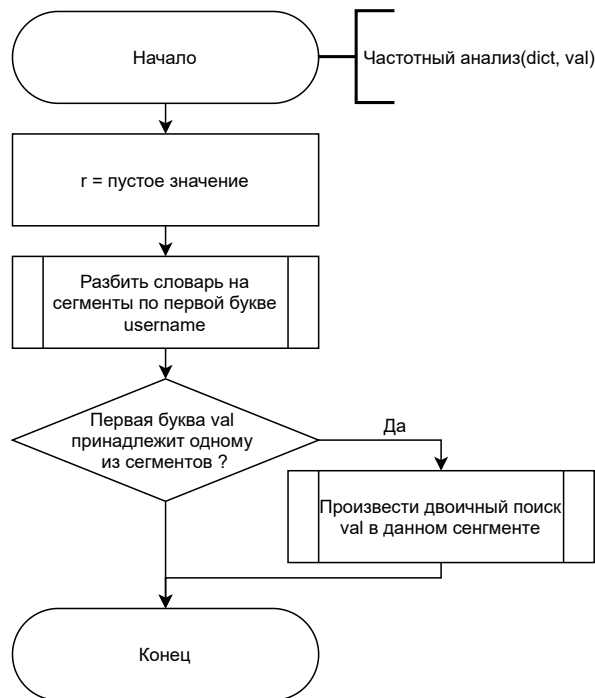 Начало
Частотный анализ(dict, val)
r = пустое значение
Разбить словарь на
сегменты по первой букве
username
Первая буква val
принадлежит одному
из сегментов ?
Да
Произвести двоичный поиск
val в данном сенгменте
Конец